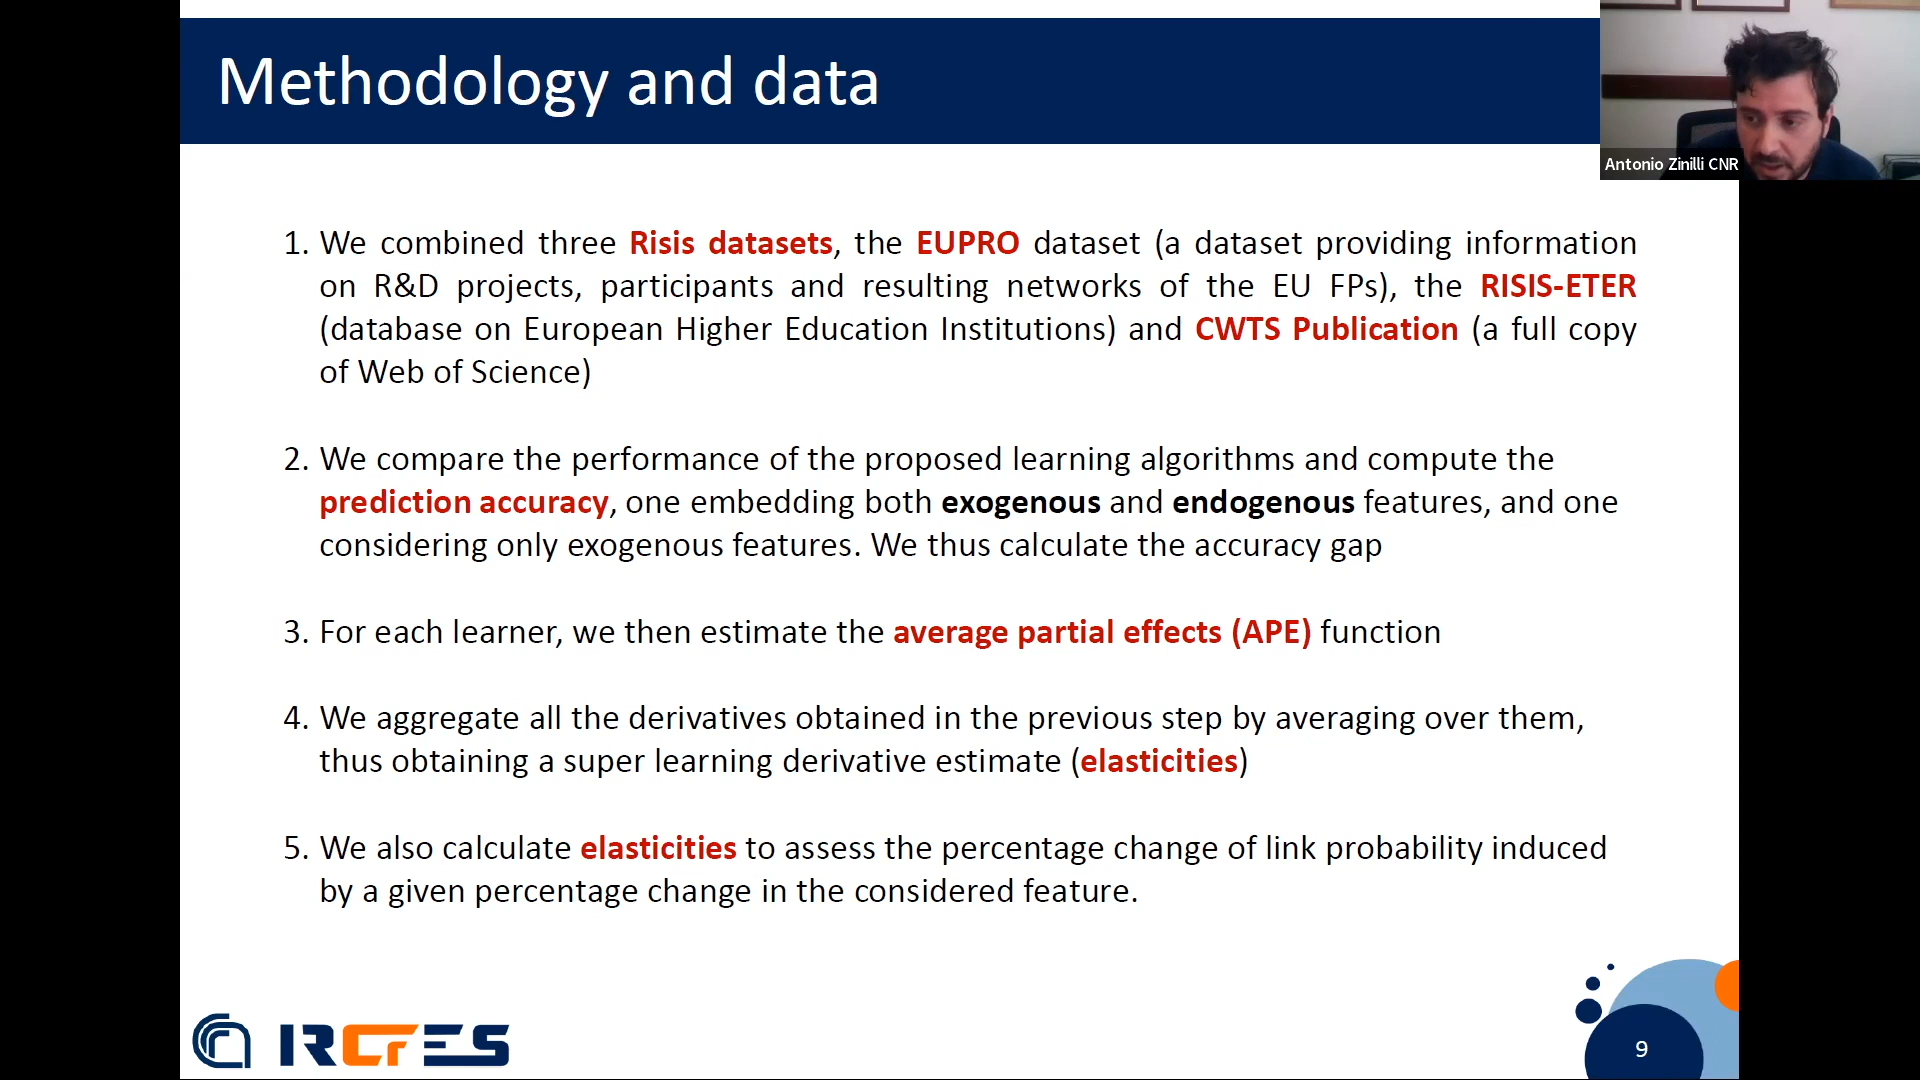 Methodology and data
Antonio Zinilli CNR
1. We combined three Risis datasets, the EUPRO dataset (a dataset providing information
on R&D projects, participants and resulting networks of the EU FPs), the RISIS-ETER
(database on European Higher Education Institutions) and CWTS Publication (a full copy
of Web of Science)
2. We compare the performance of the proposed learning algorithms and compute the
prediction accuracy, one embedding both exogenous and endogenous features, and one
considering only exogenous features. We thus calculate the accuracy gap
3. For each learner, we then estimate the average partial effects (APE) function
4. We aggregate all the derivatives obtained in the previous step by averaging over them,
thus obtaining a super learning derivative estimate (elasticities)
5. We also calculate elasticities to assess the percentage change of link probability induced
by a given percentage change in the considered feature.
IRCrES
9